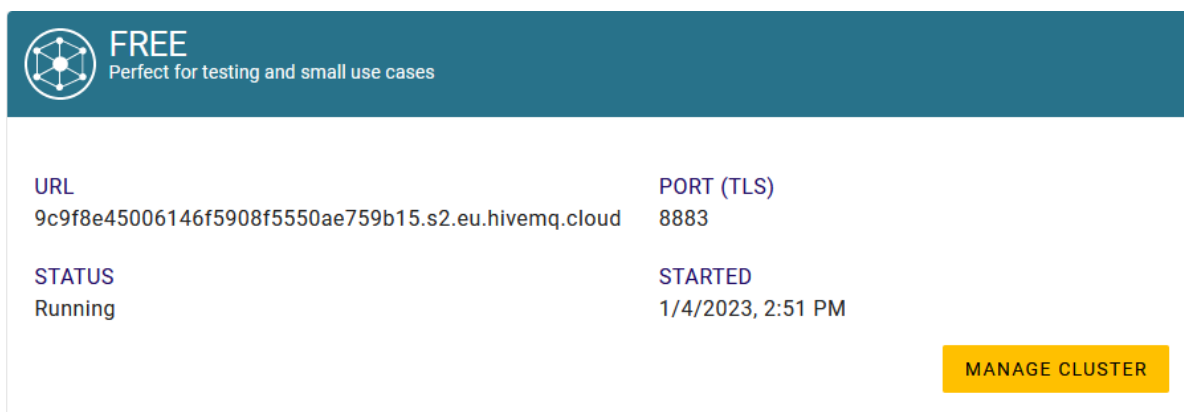 FREE
Perfect for testing and small use cases
URL
9c9f8e45006146f5908f5550ae759b15.s2.eu.hivemq.cloud
PORT (TLS)
8883
STATUS
Running
STARTED
1/4/2023, 2:51 PM
MANAGE CLUSTER